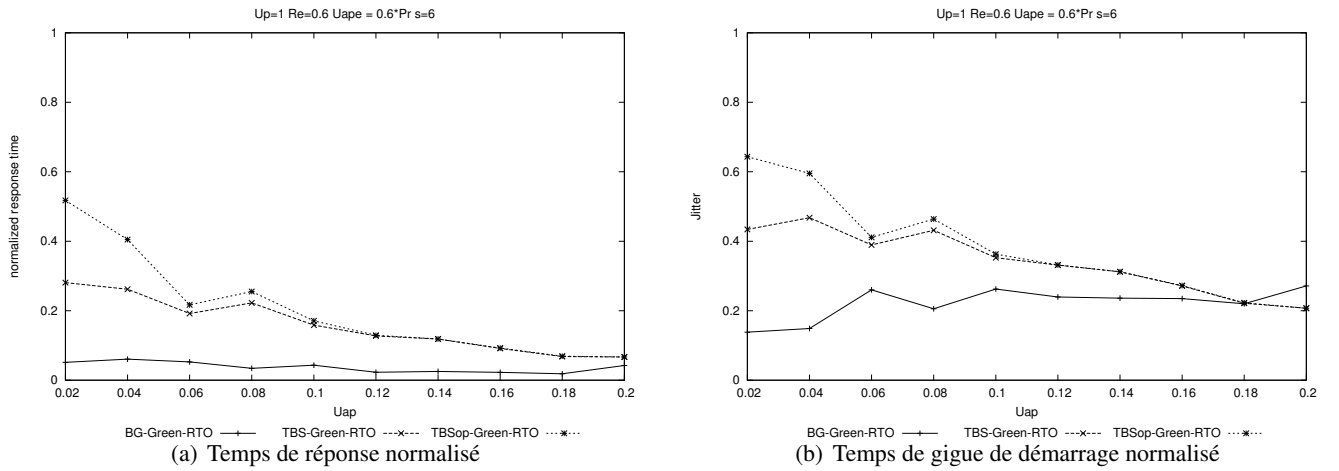 Up=1 Re=0.6 Uape = 0.6*Pr s=6
1
0.8
0.6
0.4
0.2
0
normalized response time
0.02 0.04 0.06 0.08 0.1 0.12 0.14 0.16 0.18 0.2
Uap
BG-Green-RTO TBS-Green-RTO TBSop-Green-RTO
(a) Temps de réponse normalisé
Up=1 Re=0.6 Uape = 0.6*Pr s=6
1
0.8
0.6
0.4
0.2
0
Jitter
0.02 0.04 0.06 0.08 0.1 0.12 0.14 0.16 0.18 0.2
Uap
BG-Green-RTO TBS-Green-RTO TBSop-Green-RTO
(b) Temps de gigue de démarrage normalisé